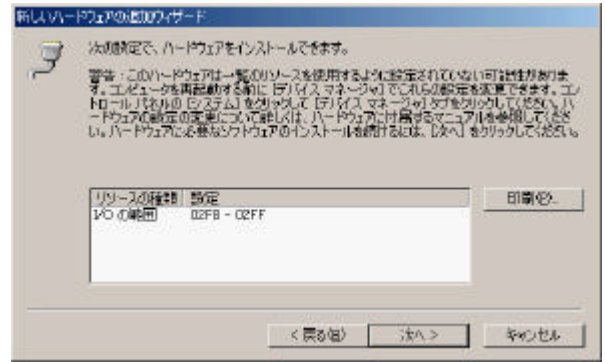 新しいハードウェアの追加ウィザード
次の設定で、ハードウェアをインストールできます。
警告：このハードウェアは一覧のリソースを使用するように設定されていない可能性がありま
す。コンピュータを再起動する前に [デバイス マネージャ] でこれらの設定を変更できます。コン
トロール パネルの [システム] をクリックして [デバイス マネージャ] タブをクリックしてください。ハ
ードウェアの設定の変更について詳しくは、ハードウェアに付属するマニュアルを参照してくださ
い。ハードウェアに必要なソフトウェアのインストールを続けるには、[次へ] をクリックしてください。
リソースの種類 設定
I/O の範囲 02F8 - 02FF
印刷(P)...
< 戻る(B) 次へ > キャンセル